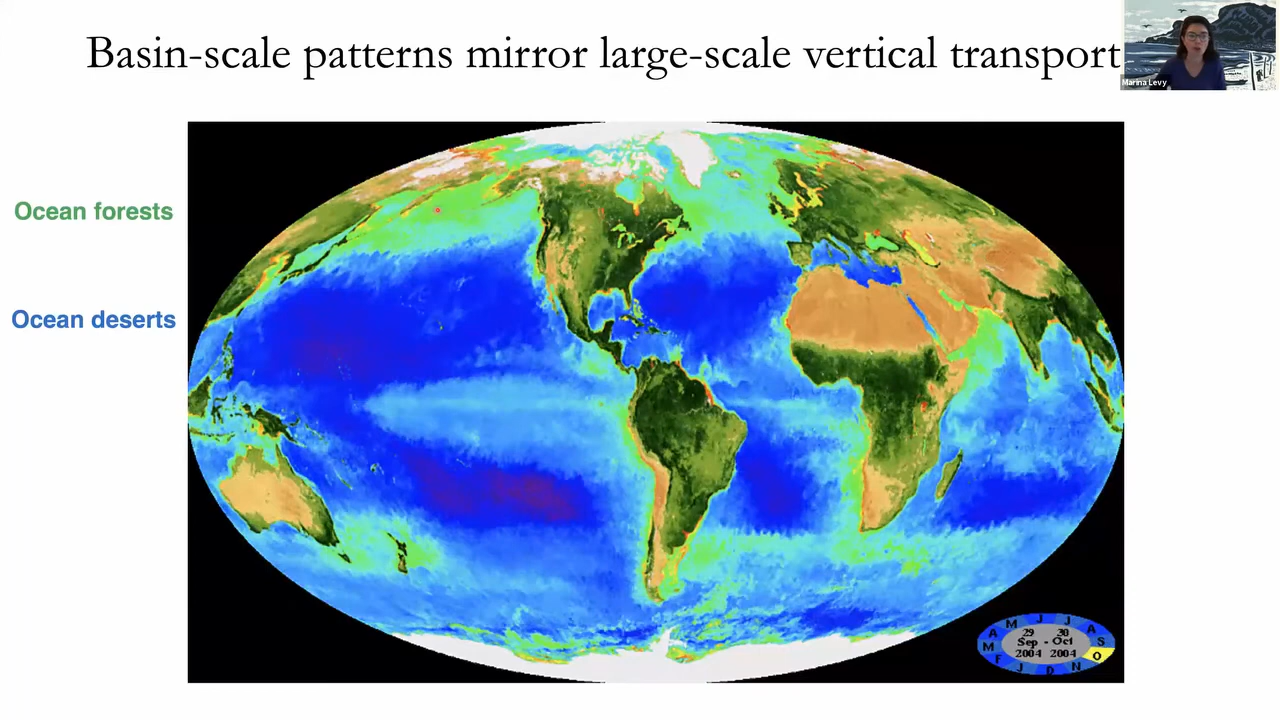 Basin-scale patterns mirror large-scale vertical transport
Marina Levy
Ocean forests
Ocean deserts
J F M A M J J A S O N D
29 30
Sep - Oct
2004 2004